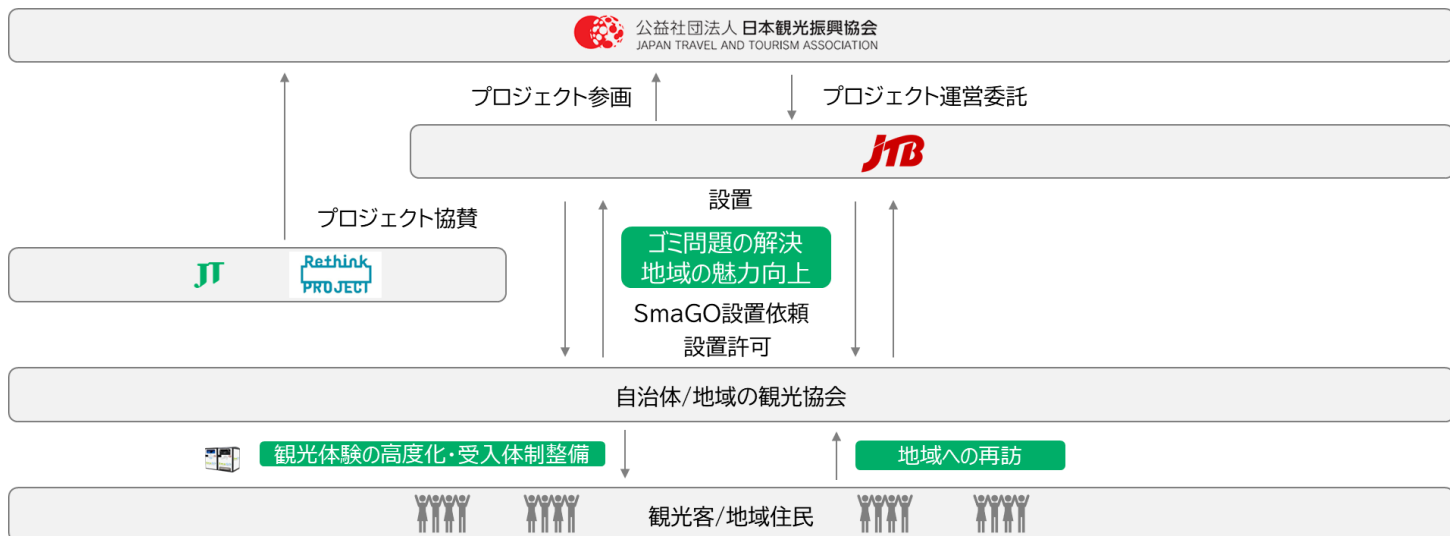 公益社団法人 日本観光振興協会
JAPAN TRAVEL AND TOURISM ASSOCIATION
プロジェクト参画
プロジェクト運営委託
JTB
プロジェクト協賛
設置
JT
Rethink
PROJECT
ゴミ問題の解決
地域の魅力向上
SmaGO設置依頼
設置許可
自治体/地域の観光協会
観光体験の高度化・受入体制整備
地域への再訪
観光客/地域住民